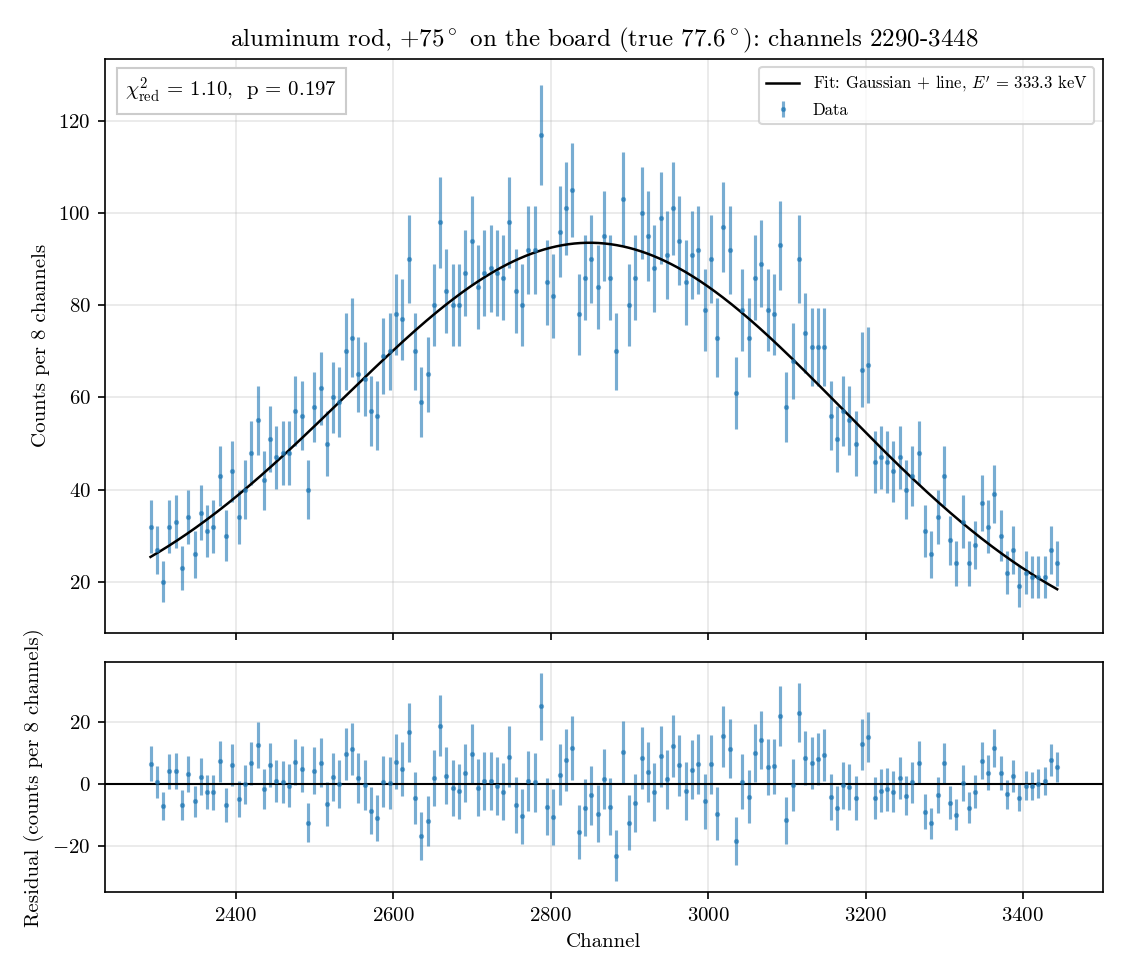 aluminum rod, +75° on the board (true 77.6°): channels 2290-3448
χ²red = 1.10, p = 0.197
Fit: Gaussian + line, E′ = 333.3 keV
Data
Counts per 8 channels
120
100
80
60
40
20
Residual (counts per 8 channels)
20
0
−20
2400
2600
2800
3000
3200
3400
Channel